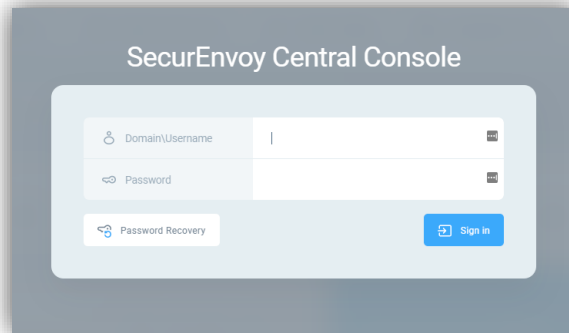 SecurEnvoy Central Console
Domain\Username
Password
Password Recovery
Sign in